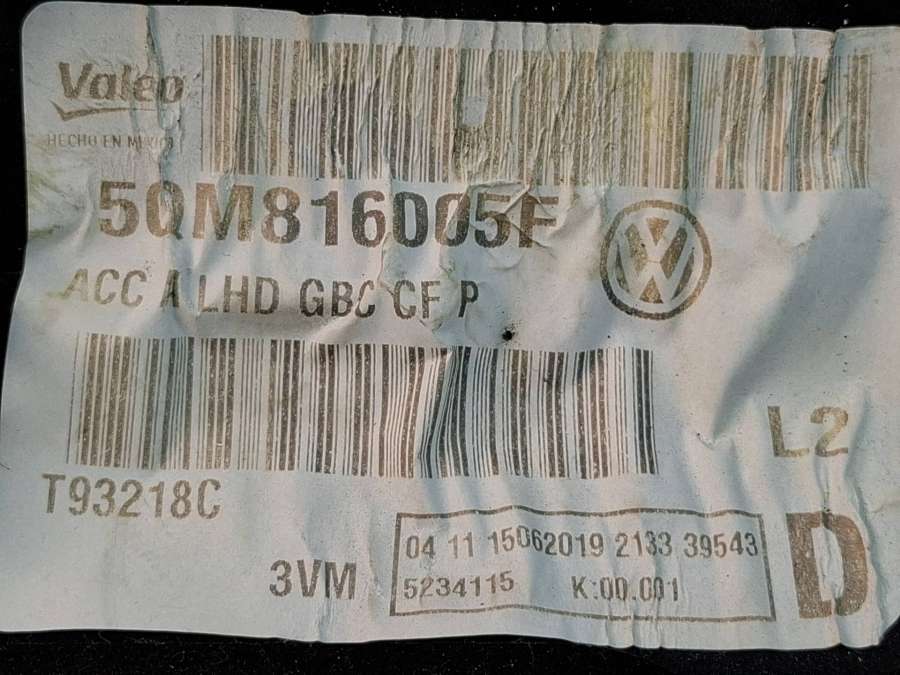 Valeo
HECHO EN MEXICO
5QM816005F
ACC A LHD GBC CF P
L2
T93218C
04 11 15062019 2133 39543
3VM
5234115 K:00.001
D